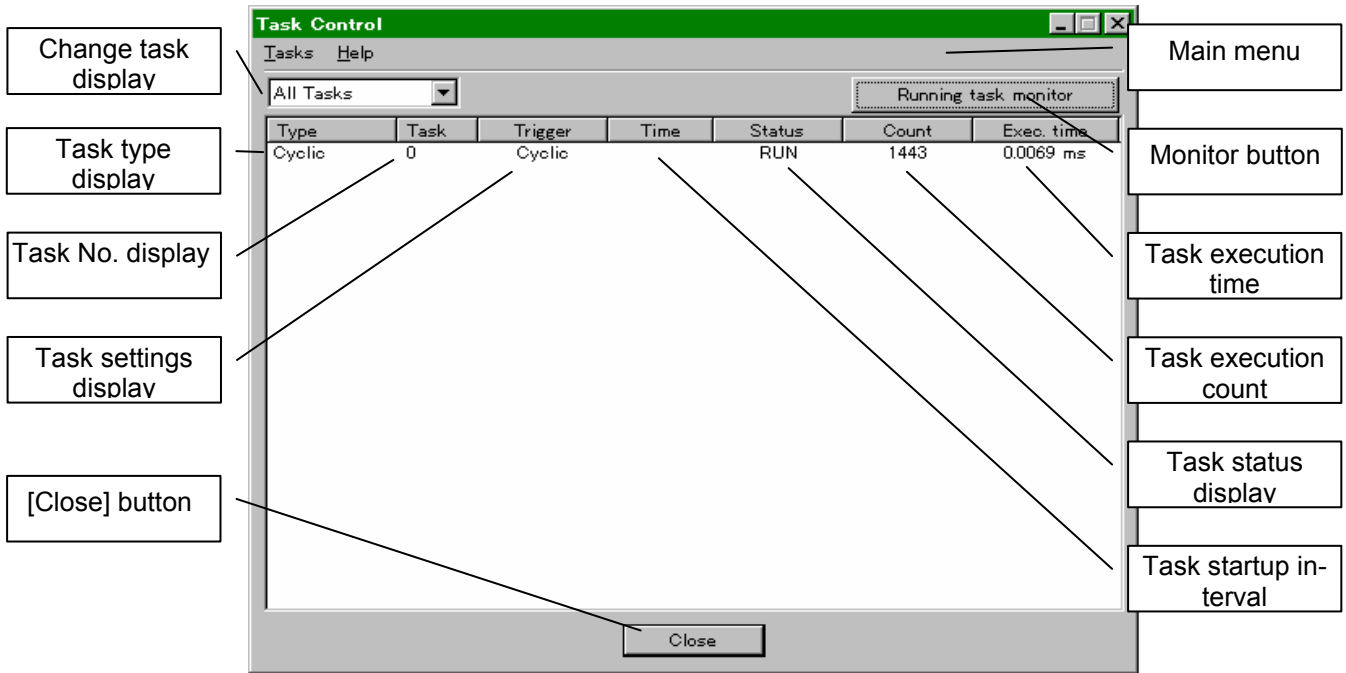 Task Control
Tasks Help
All Tasks
Running task monitor
Type Task Trigger Time Status Count Exec. time
Cyclic 0 Cyclic RUN 1443 0.0069 ms
Close
Change task
display
Task type
display
Task No. display
Task settings
display
[Close] button
Main menu
Monitor button
Task execution
time
Task execution
count
Task status
display
Task startup in-
terval